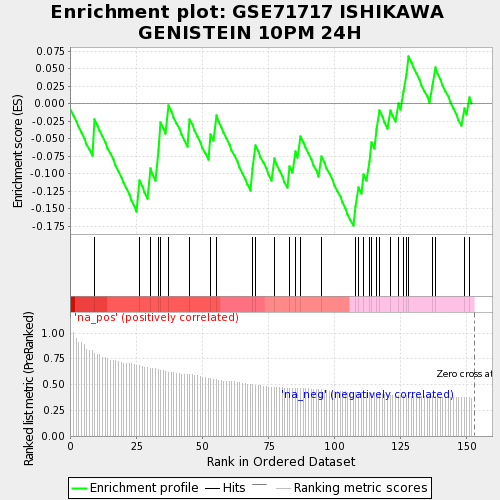 Enrichment plot: GSE71717 ISHIKAWA
GENISTEIN 10PM 24H
Enrichment score (ES)
0.075
0.050
0.025
0.000
-0.025
-0.050
-0.075
-0.100
-0.125
-0.150
-0.175
'na_pos' (positively correlated)
Ranked list metric (PreRanked)
1.00
0.75
0.50
0.25
0.00
Zero cross at
'na_neg' (negatively correlated)
0 25 50 75 100 125 150
Rank in Ordered Dataset
Enrichment profile Hits Ranking metric scores